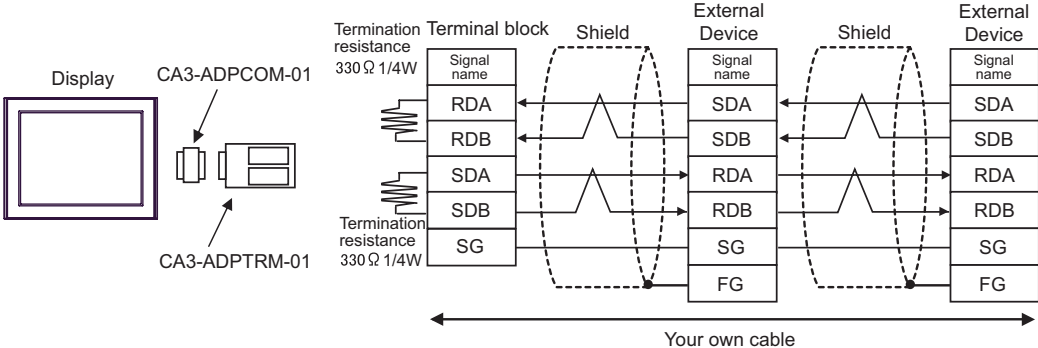 Display
CA3-ADPCOM-01
CA3-ADPTRM-01
Termination
resistance
330Ω 1/4W
Terminal block
Signal
name
RDA
RDB
SDA
SDB
SG
Termination
resistance
330Ω 1/4W
Shield
External
Device
Signal
name
SDA
SDB
RDA
RDB
SG
FG
Shield
External
Device
Signal
name
SDA
SDB
RDA
RDB
SG
FG
Your own cable